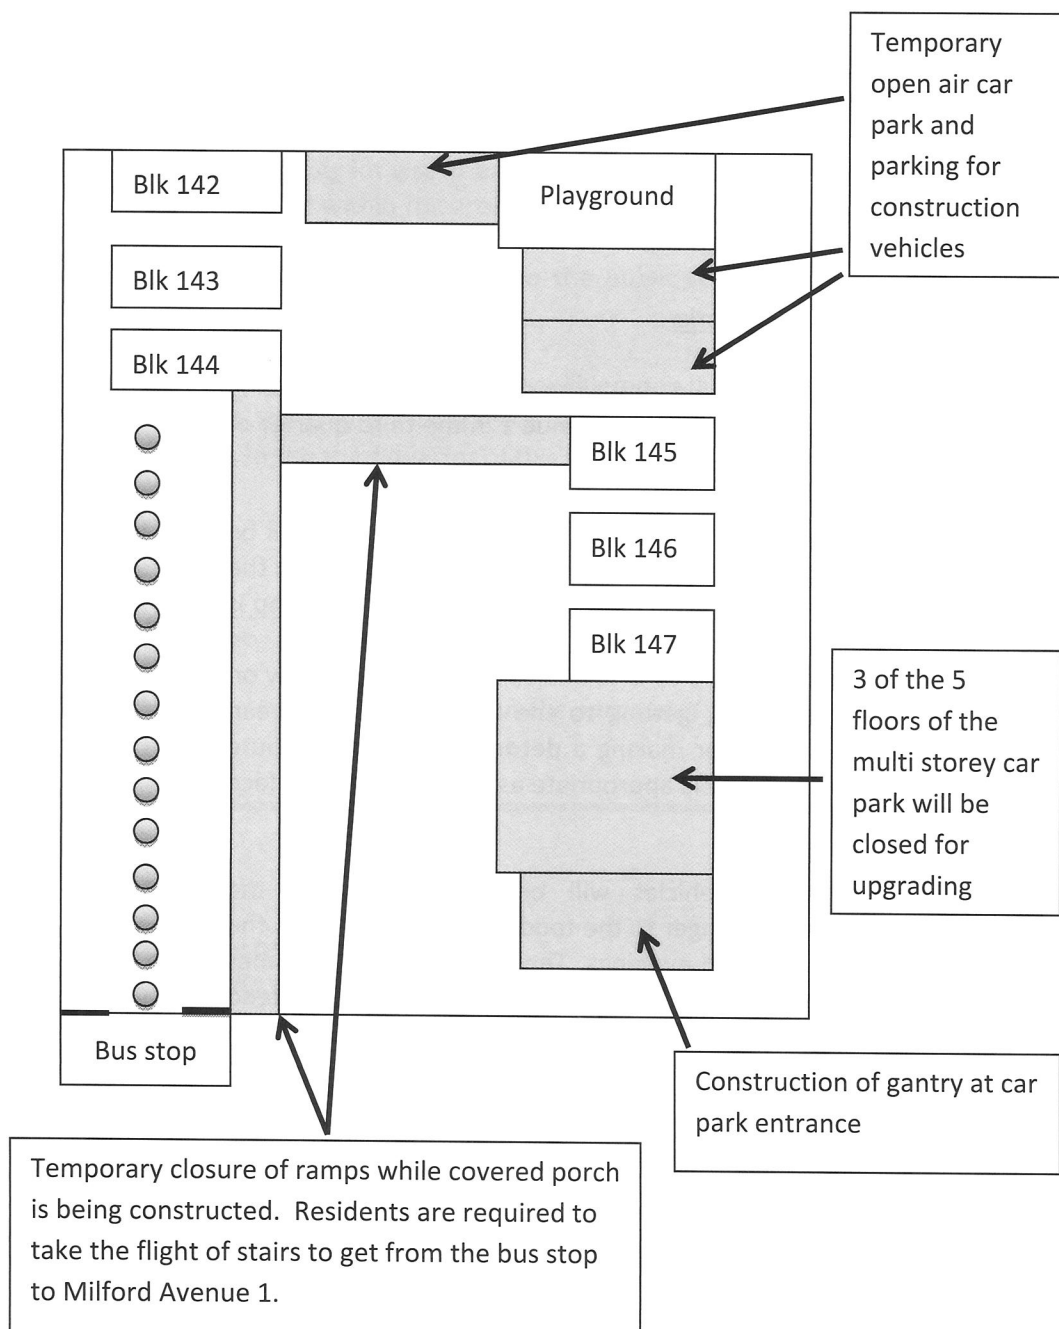 Temporary
open air car
park and
parking for
construction
vehicles
Blk 142
Playground
Blk 143
Blk 144
Blk 145
Blk 146
Blk 147
3 of the 5
floors of the
multi storey car
park will be
closed for
upgrading
Bus stop
Construction of gantry at car
park entrance
Temporary closure of ramps while covered porch
is being constructed. Residents are required to
take the flight of stairs to get from the bus stop
to Milford Avenue 1.